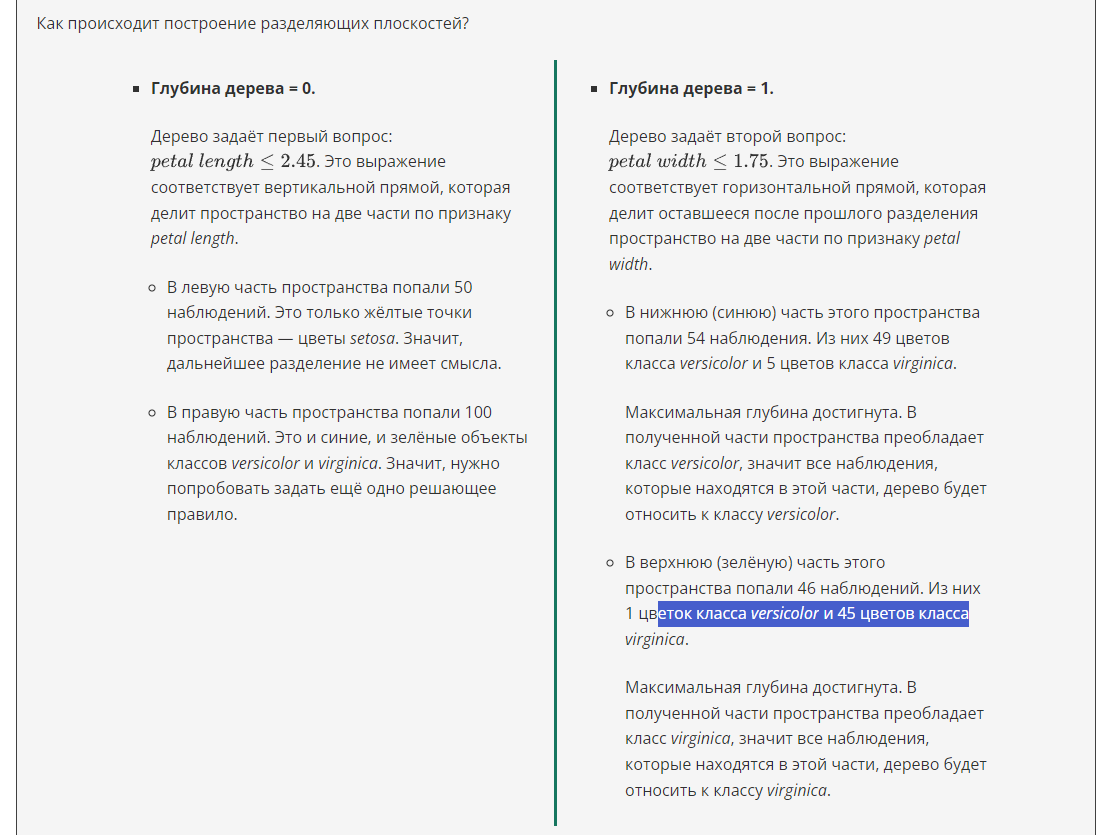 Как происходит построение разделяющих плоскостей?
Глубина дерева = 0.
Дерево задаёт первый вопрос:
petal length ≤ 2.45. Это выражение
соответствует вертикальной прямой, которая
делит пространство на две части по признаку
petal length.
В левую часть пространства попали 50
наблюдений. Это только жёлтые точки
пространства — цветы setosa. Значит,
дальнейшее разделение не имеет смысла.
В правую часть пространства попали 100
наблюдений. Это и синие, и зелёные объекты
классов versicolor и virginica. Значит, нужно
попробовать задать ещё одно решающее
правило.
Глубина дерева = 1.
Дерево задаёт второй вопрос:
petal width ≤ 1.75. Это выражение
соответствует горизонтальной прямой, которая
делит оставшееся после прошлого разделения
пространство на две части по признаку petal
width.
В нижнюю (синюю) часть этого пространства
попали 54 наблюдения. Из них 49 цветов
класса versicolor и 5 цветов класса virginica.
Максимальная глубина достигнута. В
полученной части пространства преобладает
класс versicolor, значит все наблюдения,
которые находятся в этой части, дерево будет
относить к классу versicolor.
В верхнюю (зелёную) часть этого
пространства попали 46 наблюдений. Из них
1 цветок класса versicolor и 45 цветов класса
virginica.
Максимальная глубина достигнута. В
полученной части пространства преобладает
класс virginica, значит все наблюдения,
которые находятся в этой части, дерево будет
относить к классу virginica.